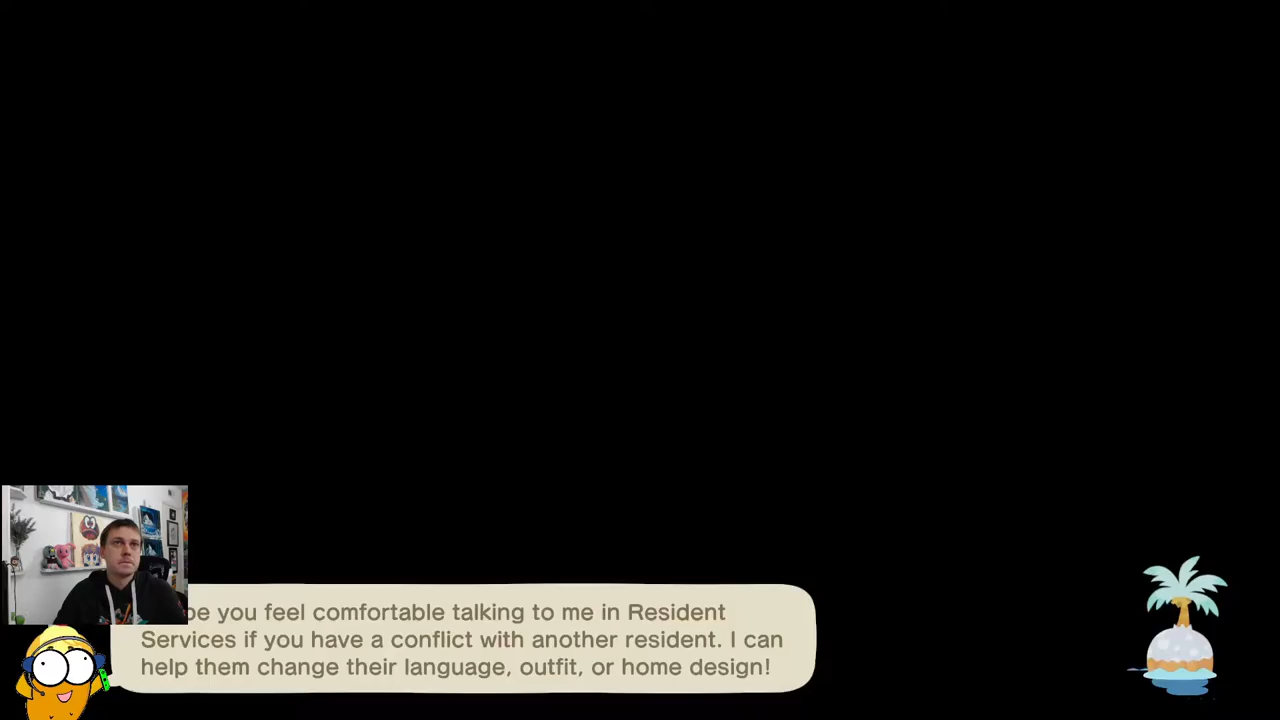 you feel comfortable talking to me in Resident
Services if you have a conflict with another resident. I can
help them change their language, outfit, or home design!